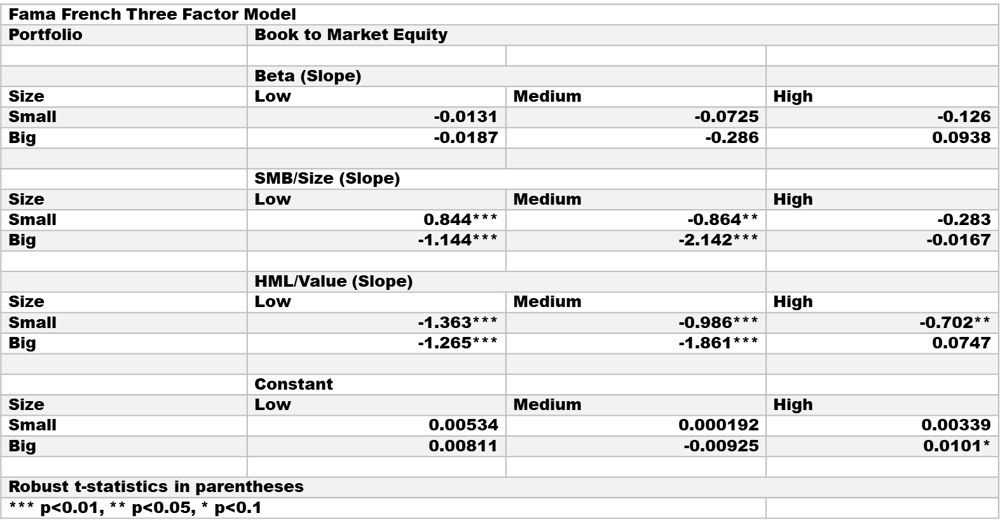 Fama French Three Factor Model
Portfolio Book to Market Equity
Beta (Slope)
Size Low Medium High
Small -0.0131 -0.0725 -0.126
Big -0.0187 -0.286 0.0938
SMB/Size (Slope)
Size Low Medium High
Small 0.844*** -0.864** -0.283
Big -1.144*** -2.142*** -0.0167
HML/Value (Slope)
Size Low Medium High
Small -1.363*** -0.986*** -0.702**
Big -1.265*** -1.861*** 0.0747
Constant
Size Low Medium High
Small 0.00534 0.000192 0.00339
Big 0.00811 -0.00925 0.0101*
Robust t-statistics in parentheses
*** p<0.01, ** p<0.05, * p<0.1